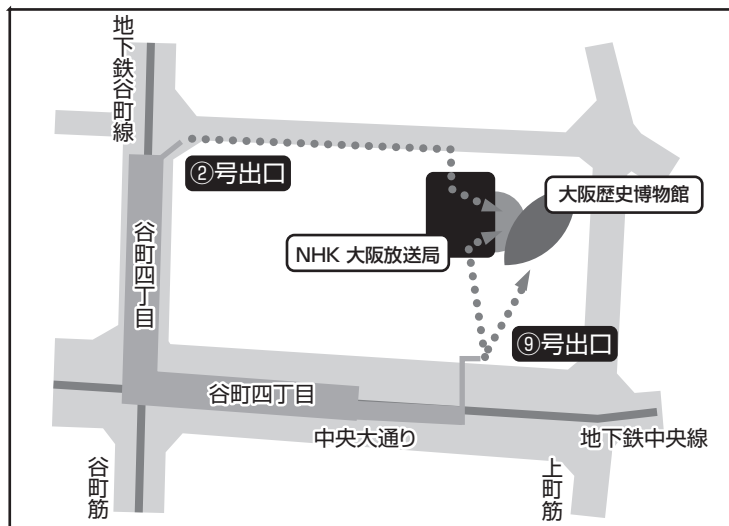 地下鉄谷町線
②号出口
大阪歴史博物館
谷町四丁目
NHK 大阪放送局
⑨号出口
谷町四丁目
中央大通り
地下鉄中央線
谷町筋
上町筋